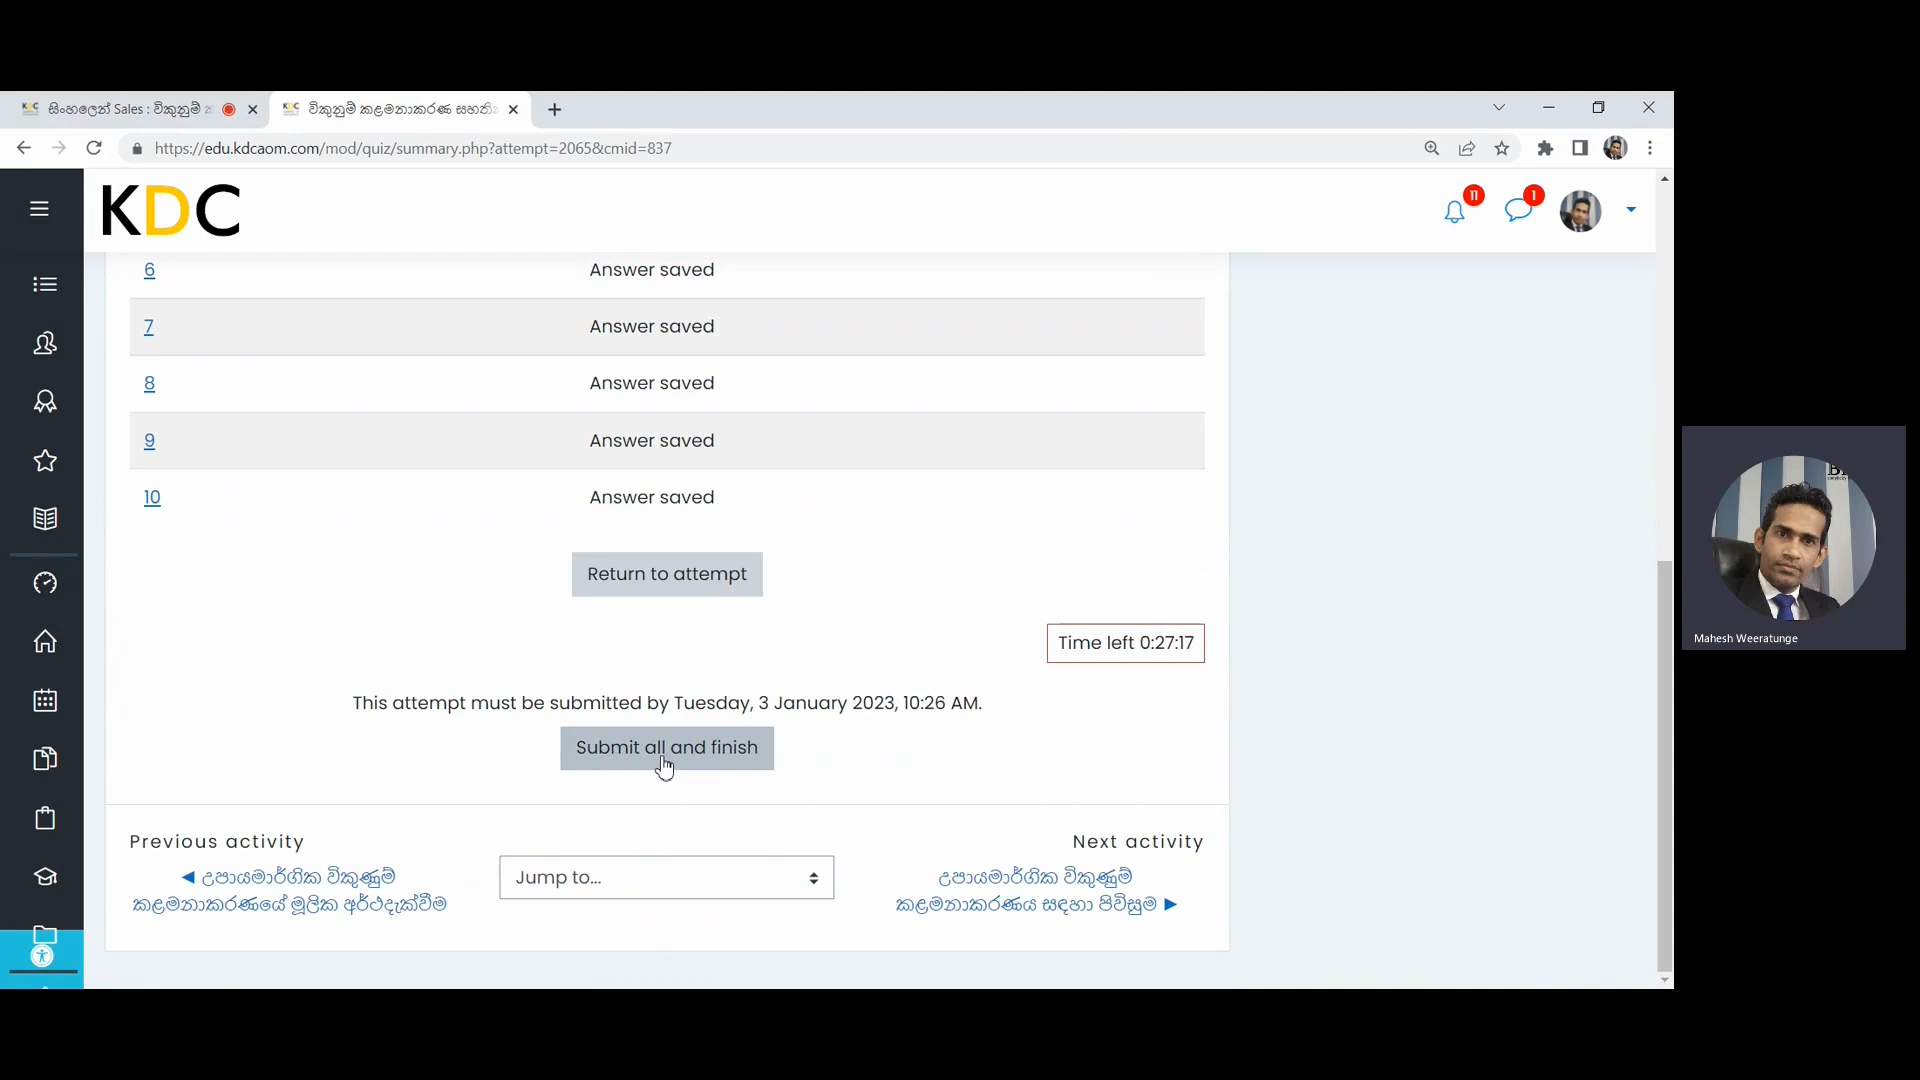 සිංහලෙන් Sales : විකුනුම්
විකුනුම් කළමනාකරණ සහති
https://edu.kdcaom.com/mod/quiz/summary.php?attempt=2065&cmid=837
KDC
11
1
6 Answer saved
7 Answer saved
8 Answer saved
9 Answer saved
10 Answer saved
Return to attempt
Time left 0:27:17
This attempt must be submitted by Tuesday, 3 January 2023, 10:26 AM.
Submit all and finish
Previous activity
◄ උපායමාර්ගික විකුණුම්
කළමනාකරණයේ මූලික අර්ථදැක්වීම
Jump to...
Next activity
උපායමාර්ගික විකුණුම්
කළමනාකරණය සඳහා පිවිසුම ►
Mahesh Weeratunge